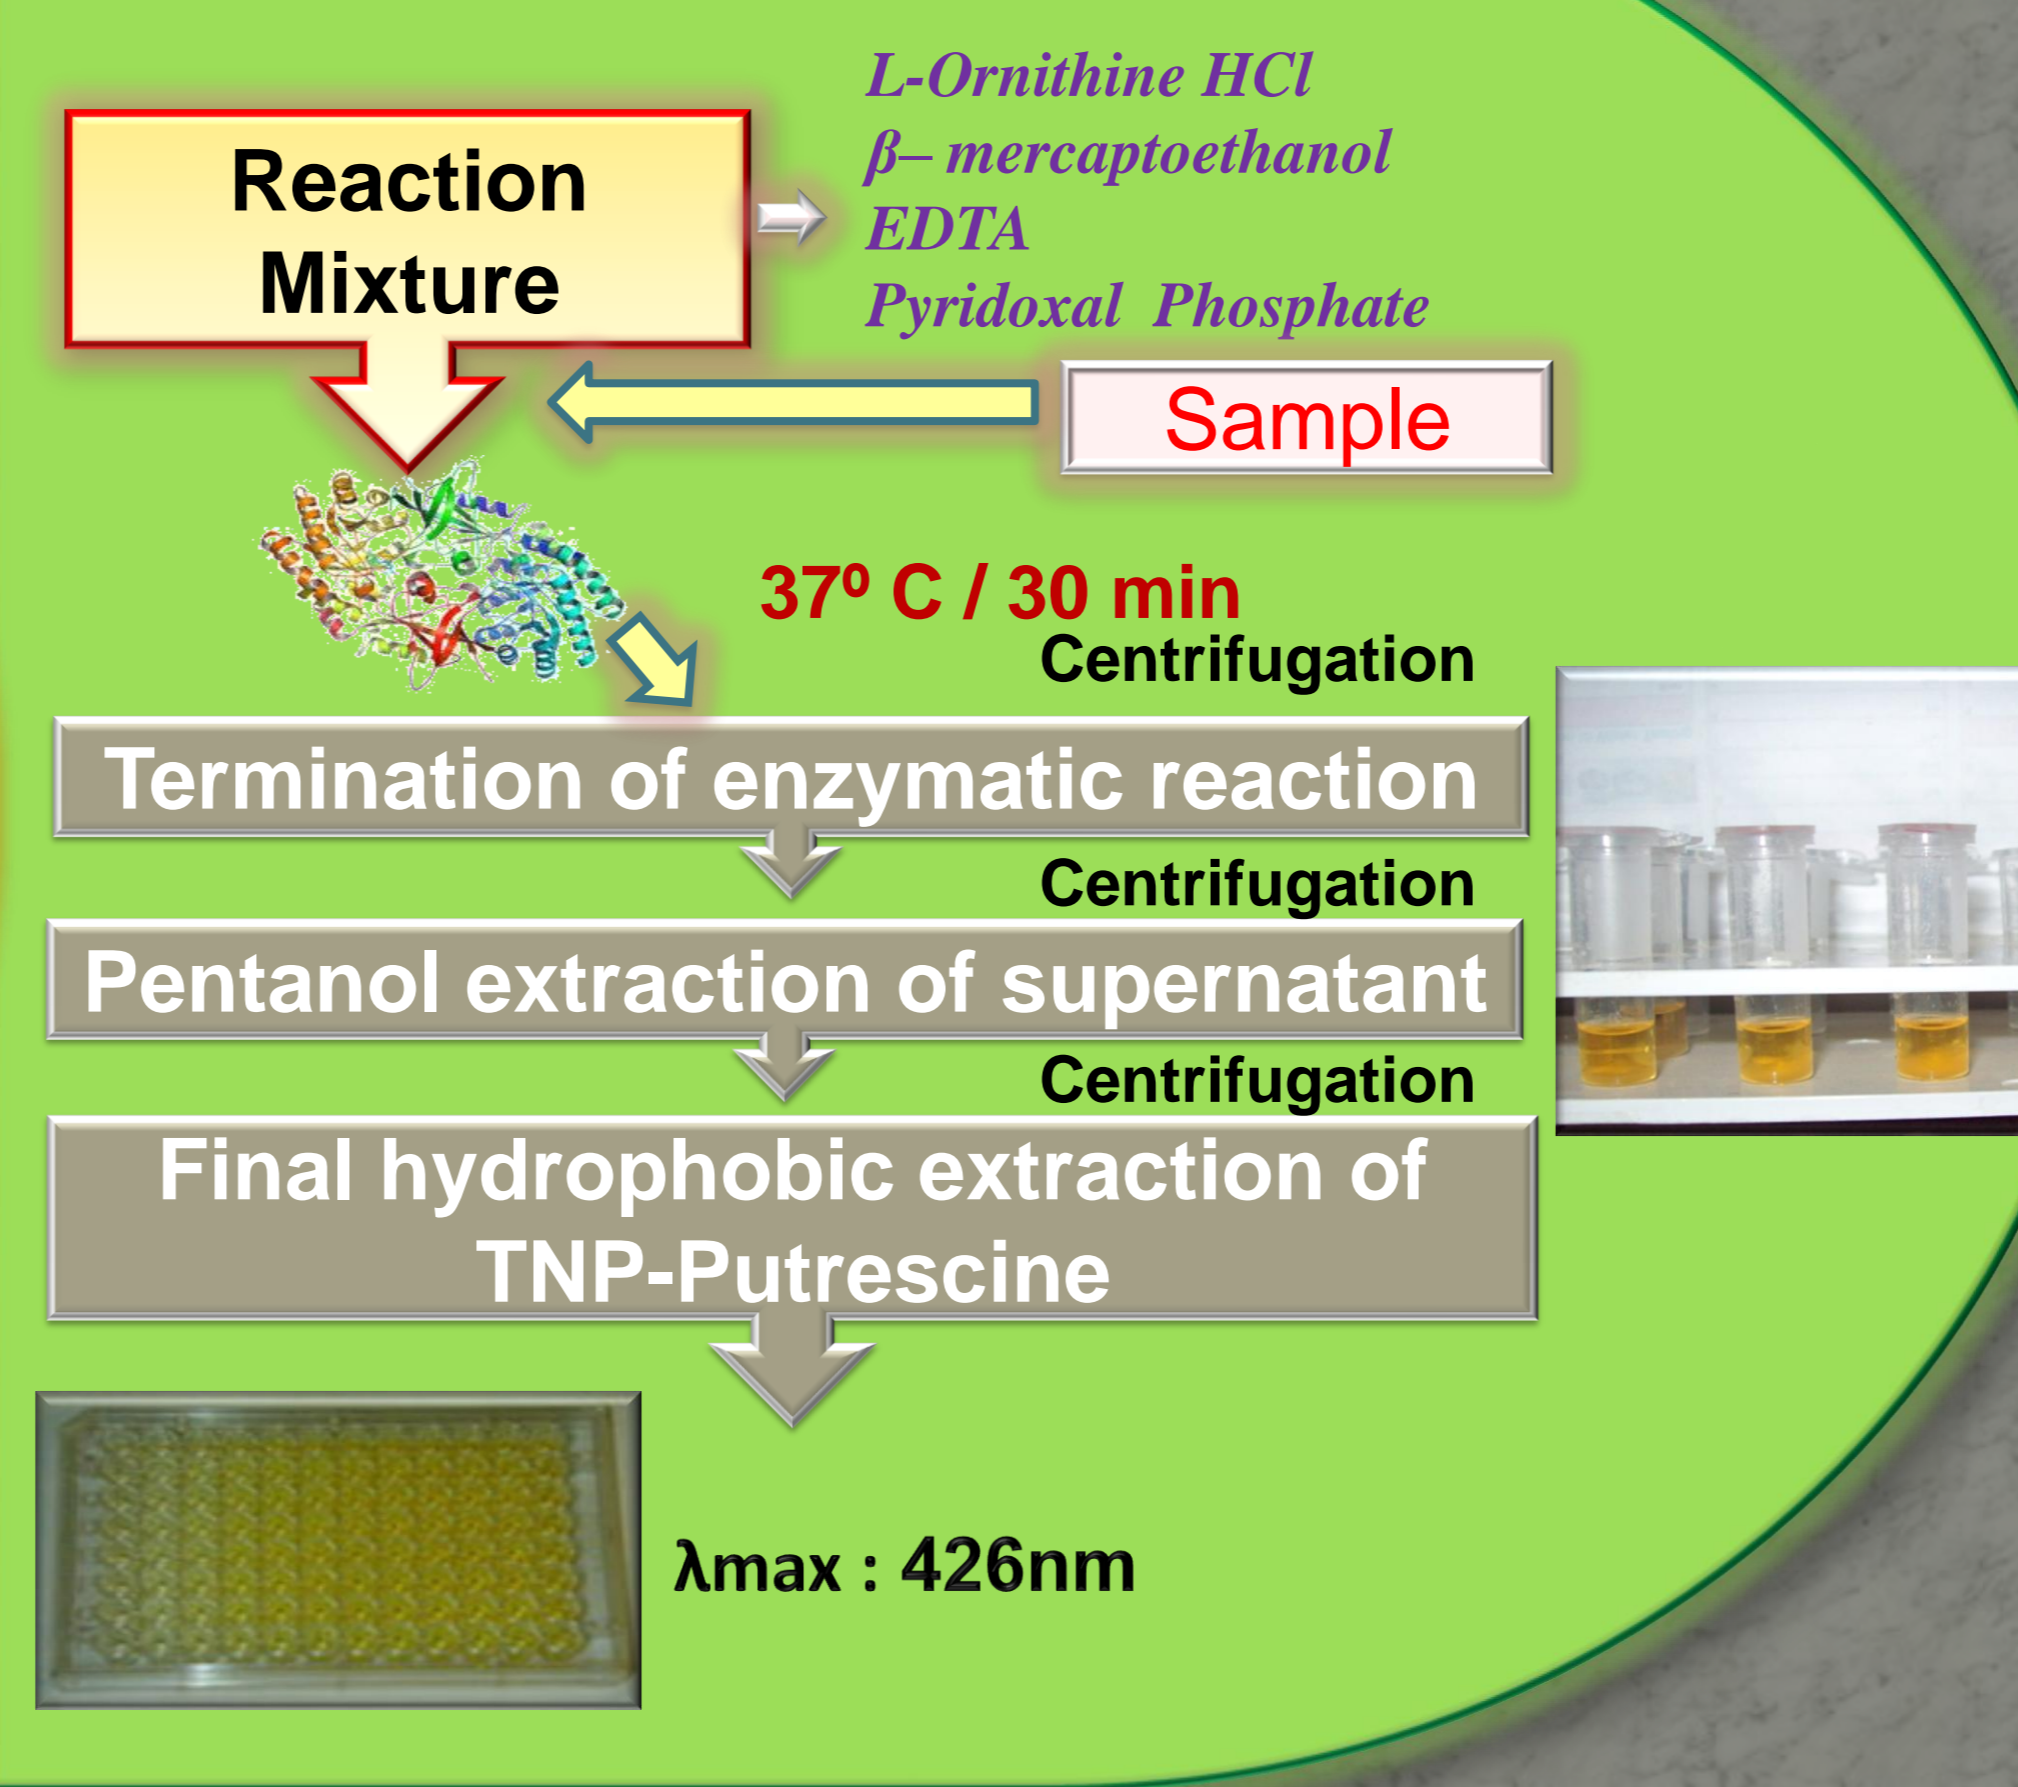 L-Ornithine HCl
β– mercaptoethanol
EDTA
Pyridoxal Phosphate
Reaction
Mixture
Sample
37º C / 30 min
Centrifugation
Termination of enzymatic reaction
Centrifugation
Pentanol extraction of supernatant
Centrifugation
Final hydrophobic extraction of
TNP-Putrescine
λmax : 426nm